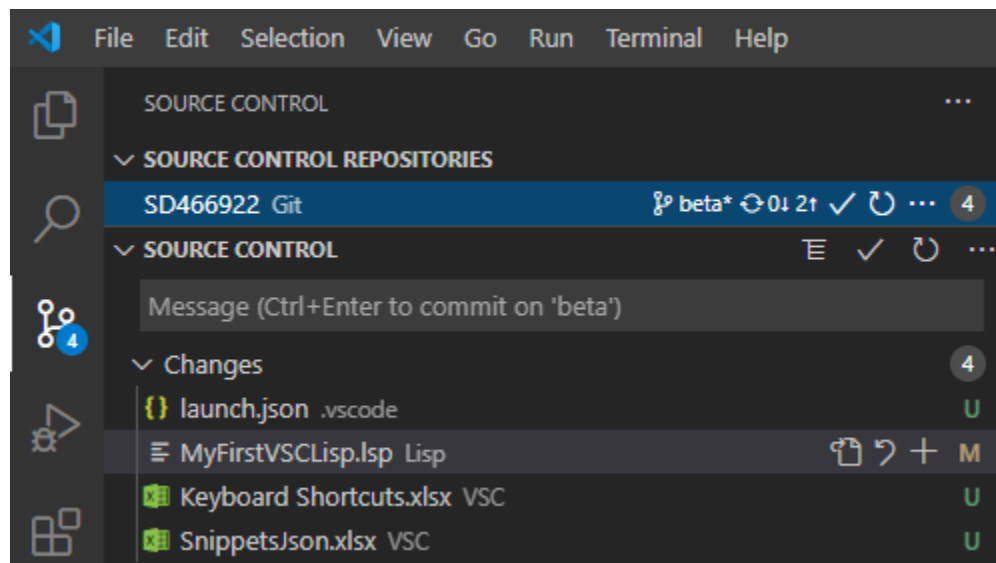 File Edit Selection View Go Run Terminal Help
SOURCE CONTROL ...
SOURCE CONTROL REPOSITORIES
SD466922 Git beta* 0↓ 2↑ ... 4
SOURCE CONTROL ...
Message (Ctrl+Enter to commit on 'beta')
4
Changes 4
{} launch.json .vscode U
MyFirstVSCLisp.lsp Lisp M
Keyboard Shortcuts.xlsx VSC U
SnippetsJson.xlsx VSC U